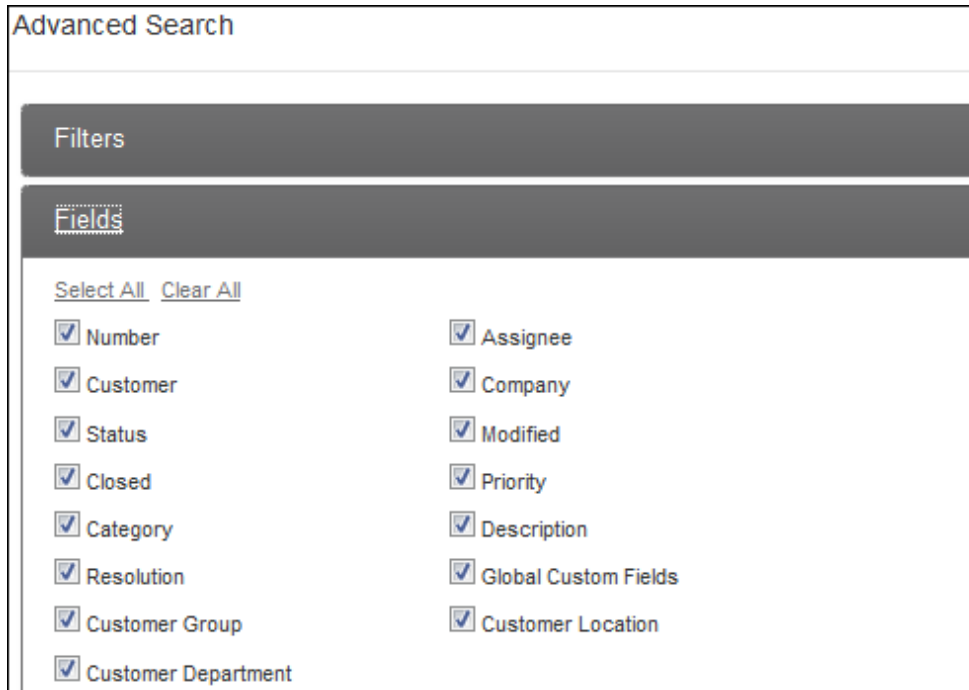 Advanced Search
Filters
Fields
Select All Clear All
Number Assignee
Customer Company
Status Modified
Closed Priority
Category Description
Resolution Global Custom Fields
Customer Group Customer Location
Customer Department